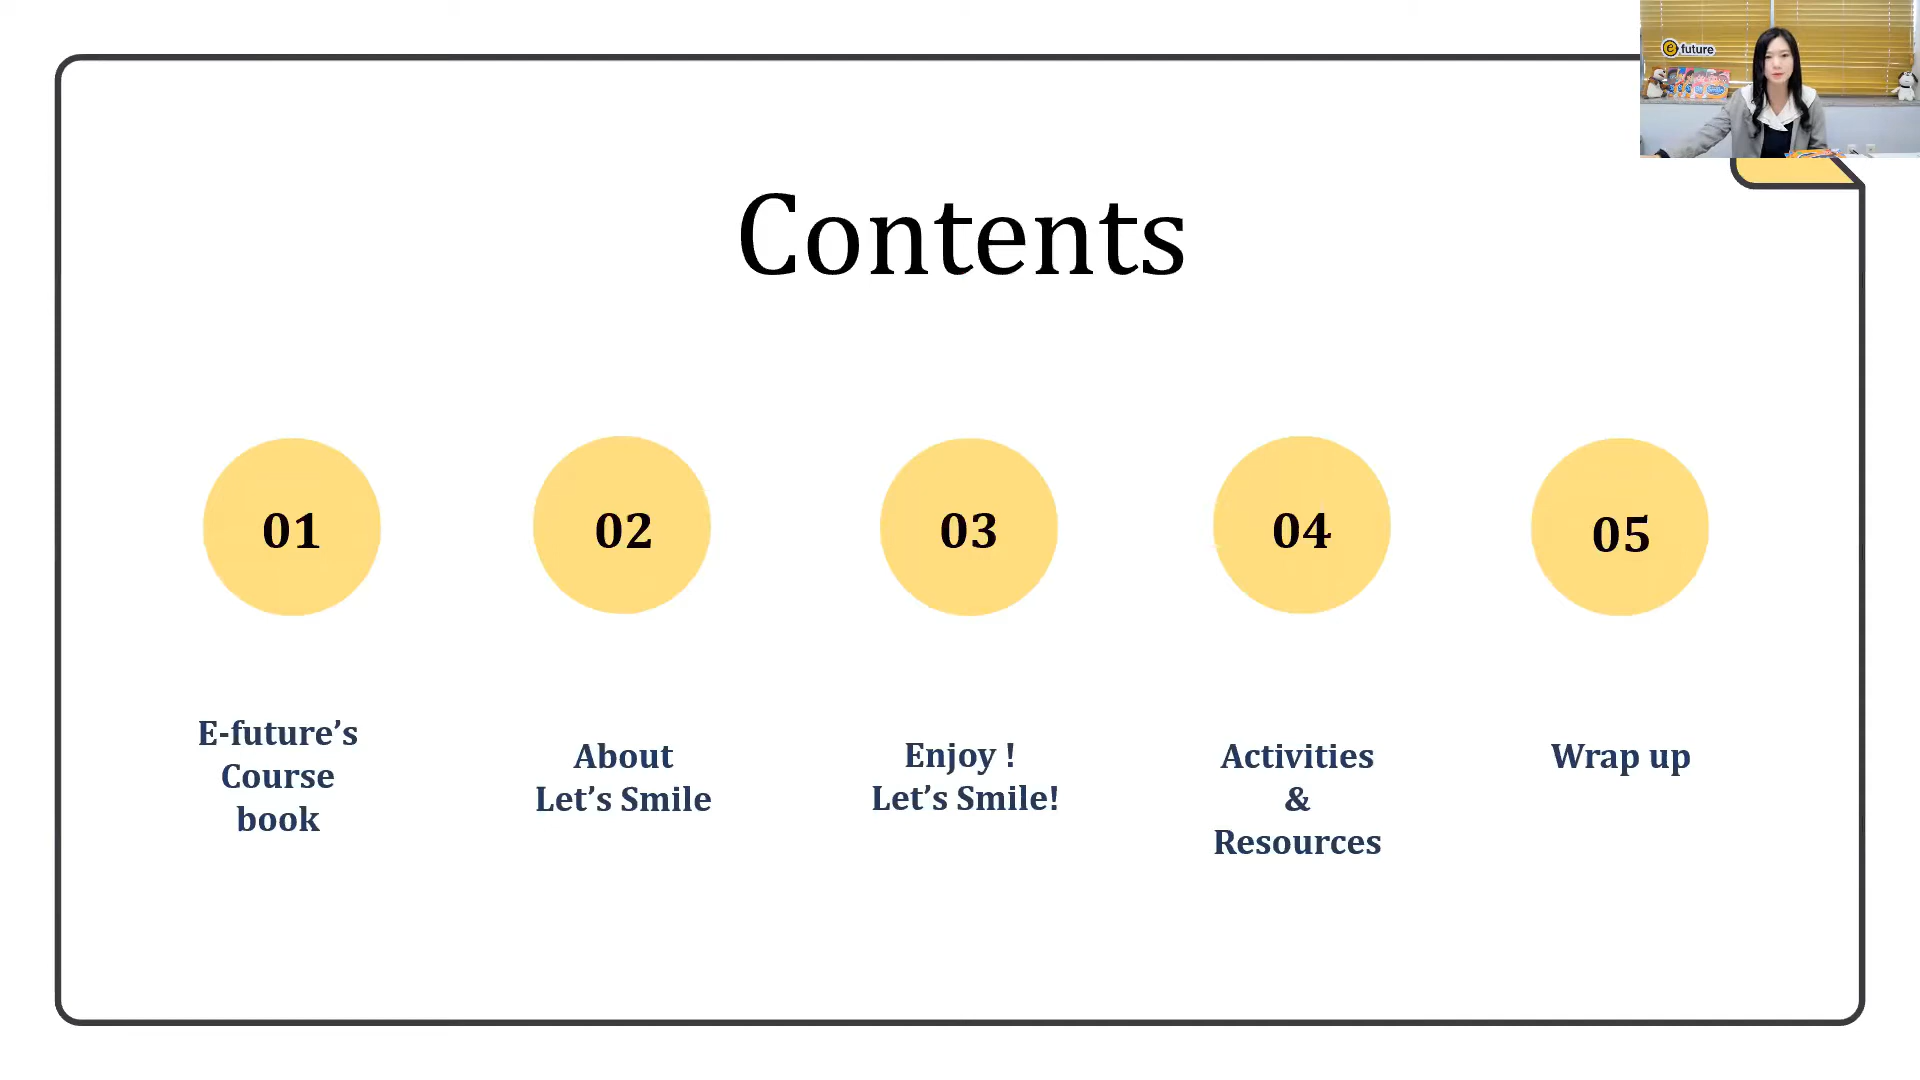 e future
Contents
01
02
03
04
05
E-future’s
Course
book
About
Let’s Smile
Enjoy !
Let’s Smile!
Activities
&
Resources
Wrap up